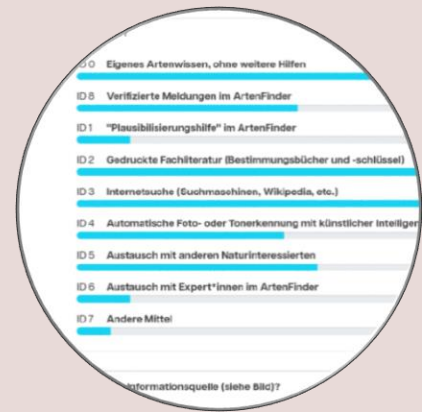 ID 0 Eigenes Artenwissen, ohne weitere Hilfen
ID 8 Verifizierte Meldungen im ArtenFinder
ID 1 "Plausibilisierungshilfe" im ArtenFinder
ID 2 Gedruckte Fachliteratur (Bestimmungsbücher und -schlüssel)
ID 3 Internetsuche (Suchmaschinen, Wikipedia, etc.)
ID 4 Automatische Foto- oder Tonerkennung mit künstlicher Intelligen
ID 5 Austausch mit anderen Naturinteressierten
ID 6 Austausch mit Expert*innen im ArtenFinder
ID 7 Andere Mittel
Informationsquelle (siehe Bild)?